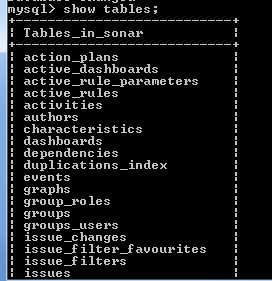 mysql> show tables;
+-----------------------------+
| Tables_in_sonar |
+-----------------------------+
| action_plans |
| active_dashboards |
| active_rule_parameters |
| active_rules |
| activities |
| authors |
| characteristics |
| dashboards |
| dependencies |
| duplications_index |
| events |
| graphs |
| group_roles |
| groups |
| groups_users |
| issue_changes |
| issue_filter_favourites |
| issue_filters |
| issues |